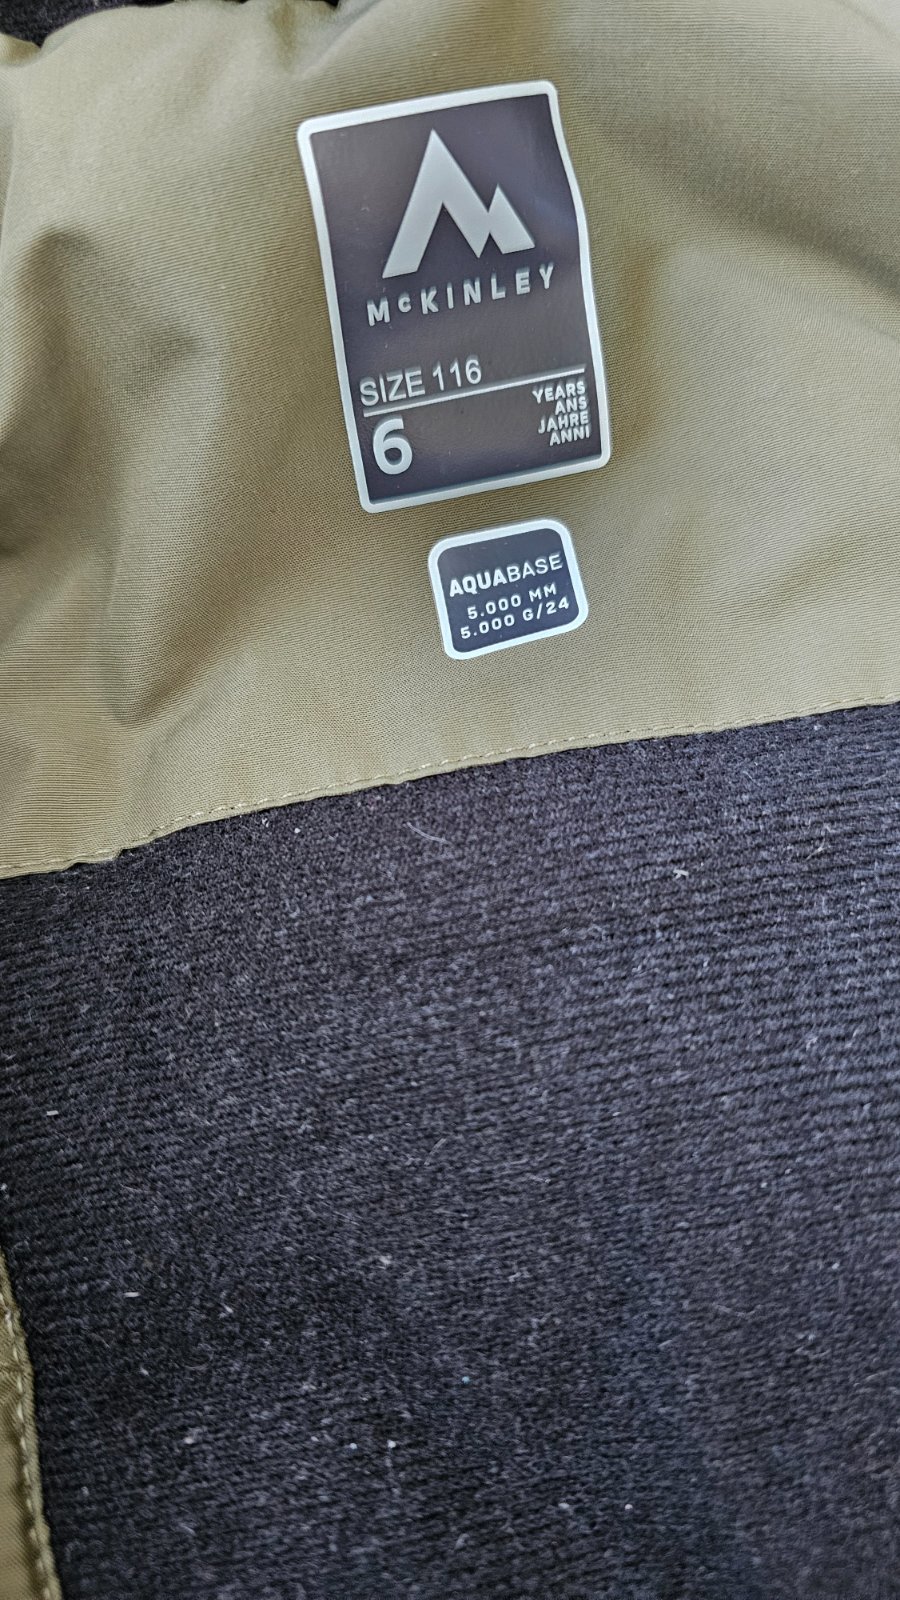 McKINLEY
SIZE 116
6
YEARS
ANS
JAHRE
ANNI
AQUABASE
5.000 MM
5.000 G/24